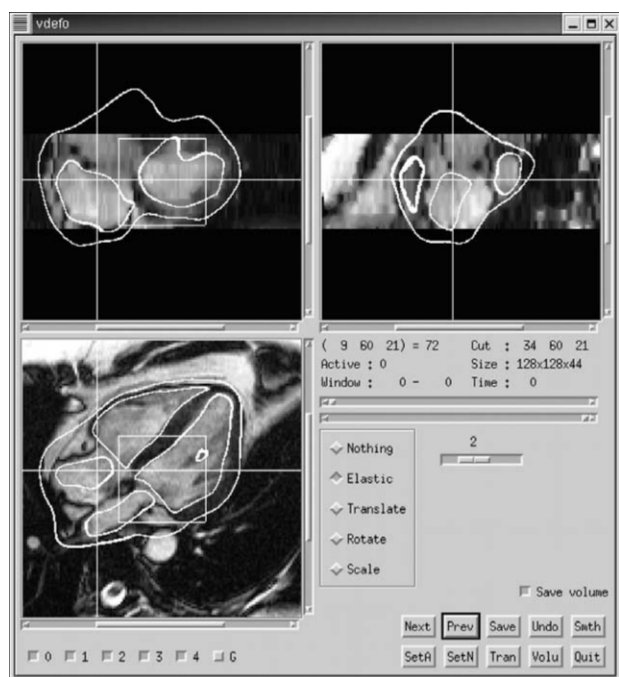 vdefo
( 9 60 21) = 72 Cut : 34 60 21
Active : 0 Size : 128x128x44
Window : 0 - 0 Time : 0
Nothing
2
Elastic
Translate
Rotate
Scale
Save volume
Next Prev Save Undo Smth
SetA SetN Tran Volu Quit
0 1 2 3 4 G